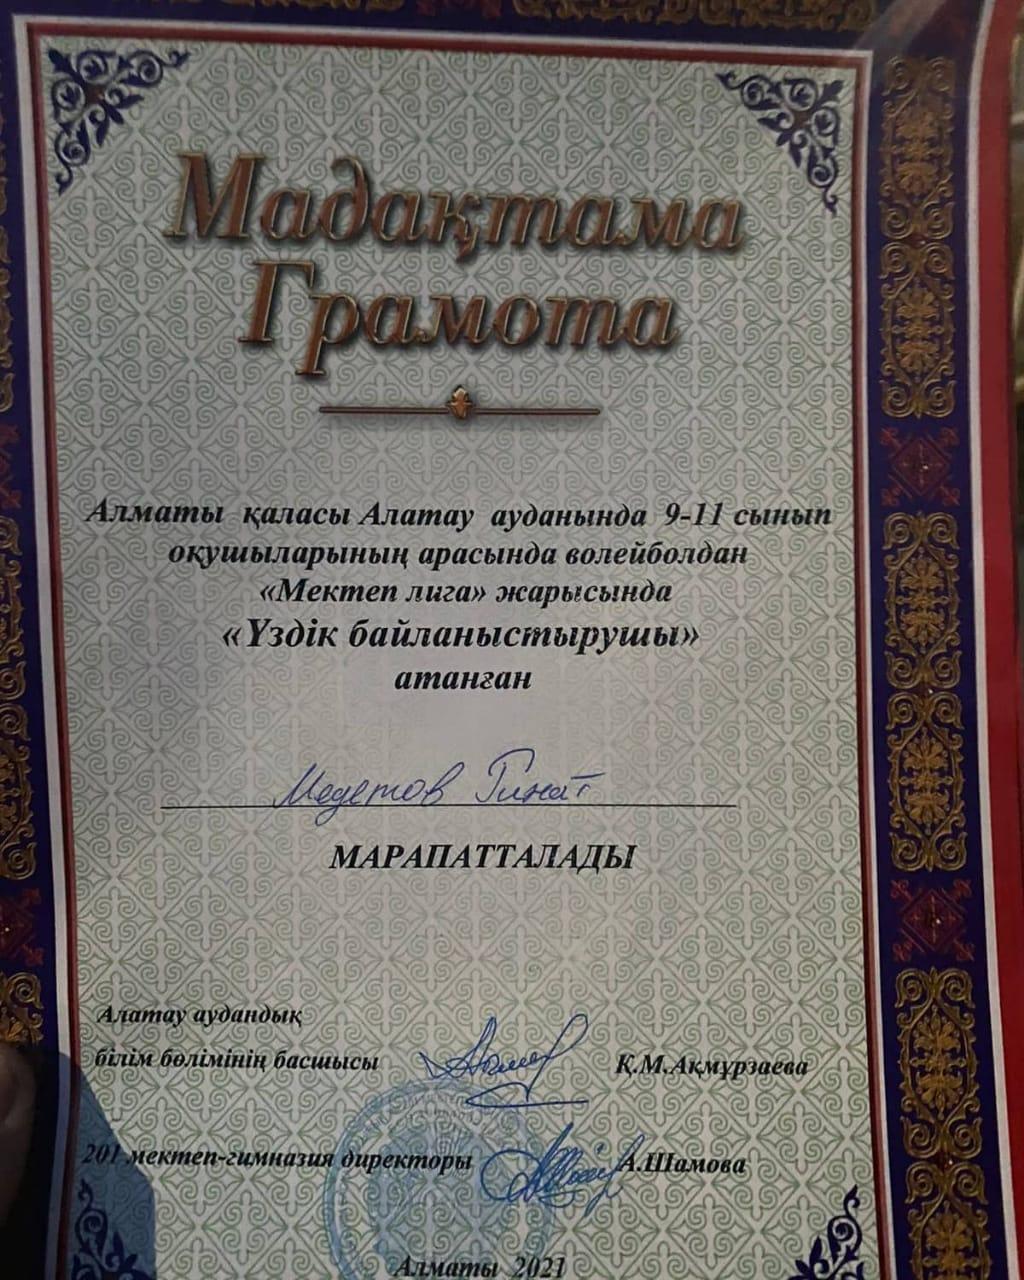 Мадақтама
Грамота
Алматы қаласы Алатау ауданында 9-11 сынып
оқушыларының арасында волейболдан
«Мектеп лига» жарысында
«Үздік байланыстырушы»
атанған
Медетов Ринат
МАРАПАТТАЛАДЫ
Алатау аудандық
білім бөлімінің басшысы Қ.М.Ақмұрзаева
201 мектеп-гимназия директоры А.Шамова
Алматы 2021